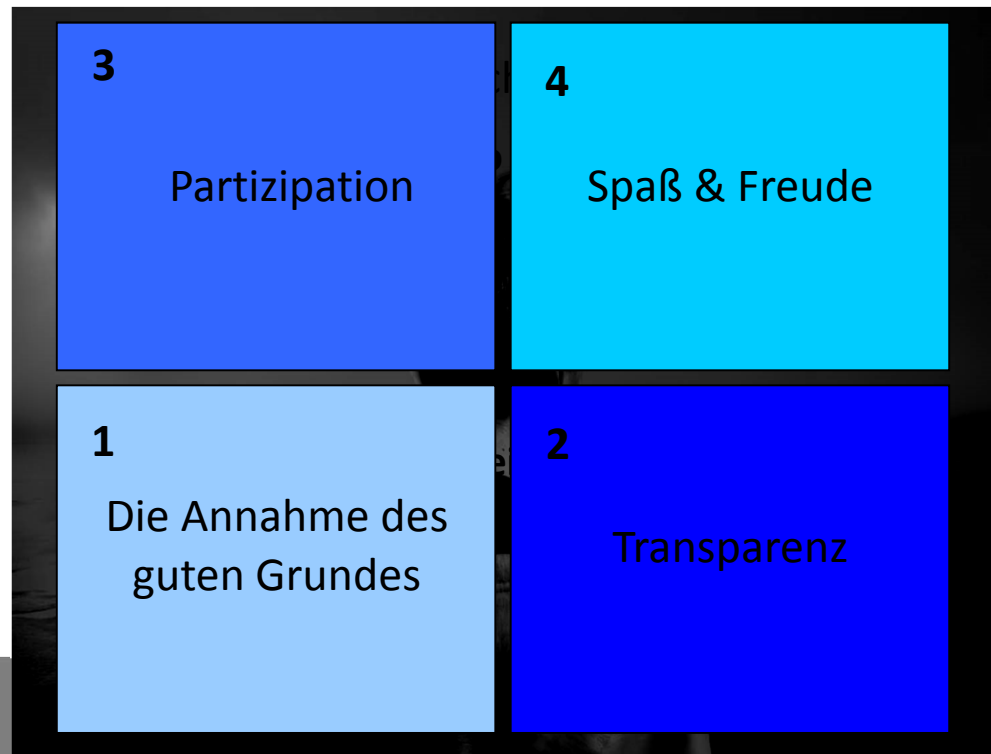 3
Partizipation
4
Spaß & Freude
1
Die Annahme des
guten Grundes
2
Transparenz